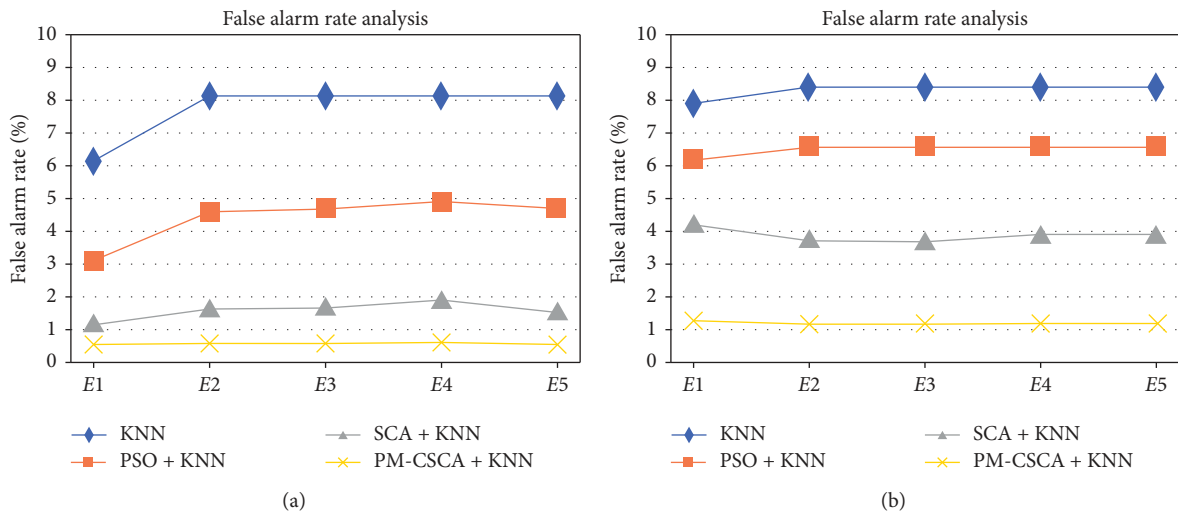 False alarm rate analysis
10
9
8
7
6
5
4
3
2
1
0
False alarm rate (%)
E1 E2 E3 E4 E5
KNN
SCA + KNN
PSO + KNN
PM-CSCA + KNN
(a)
False alarm rate analysis
10
9
8
7
6
5
4
3
2
1
0
False alarm rate (%)
E1 E2 E3 E4 E5
KNN
SCA + KNN
PSO + KNN
PM-CSCA + KNN
(b)